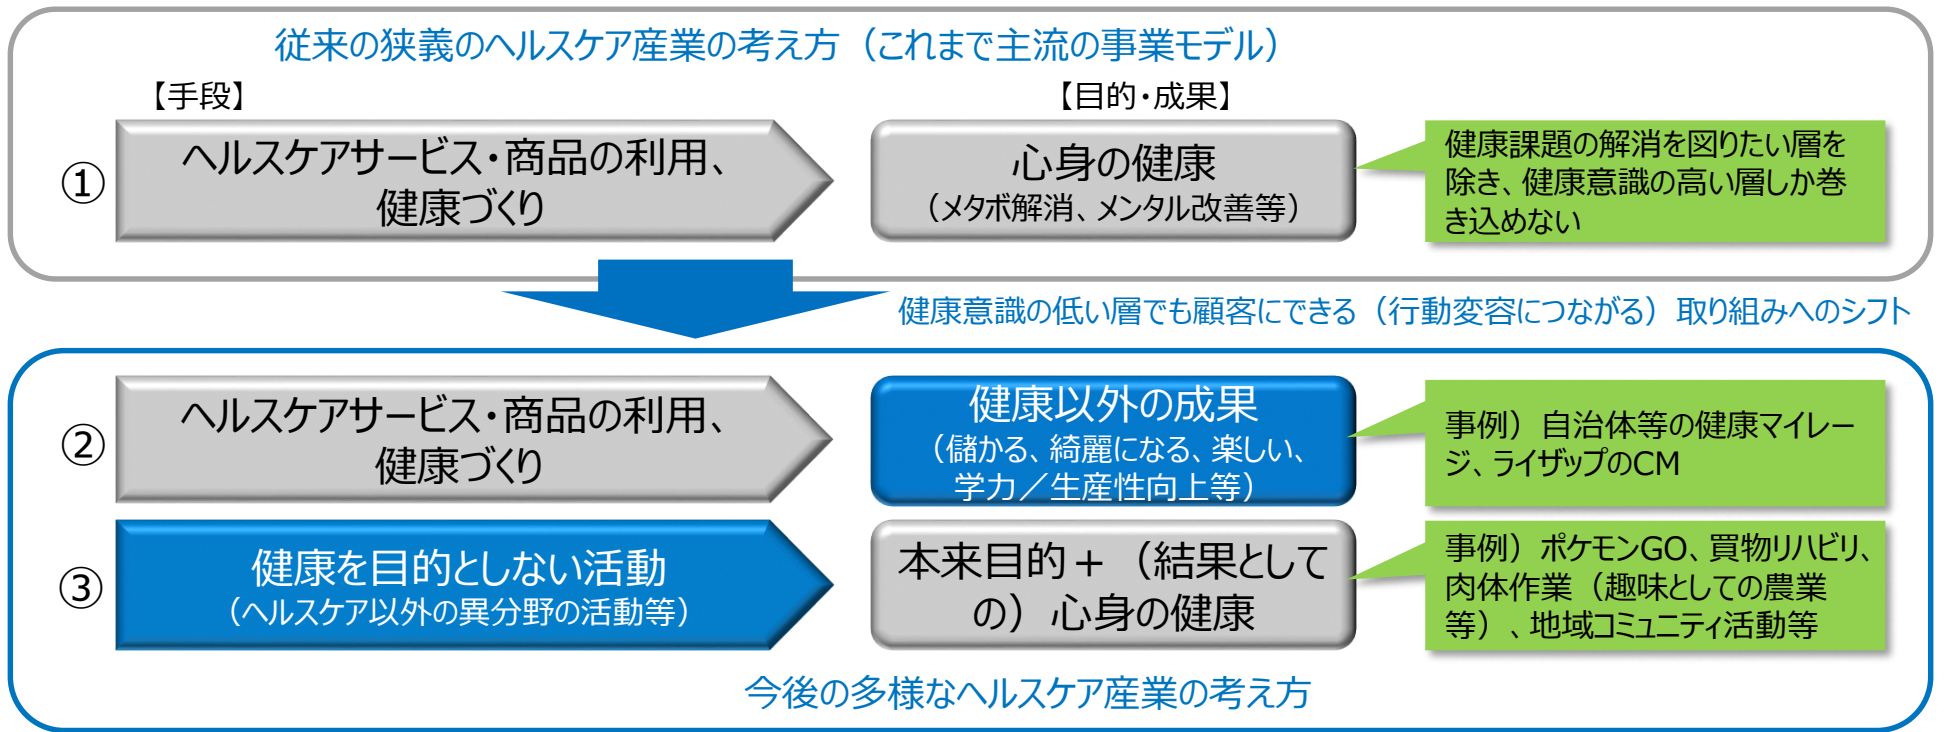 従来の狭義のヘルスケア産業の考え方（これまで主流の事業モデル）
【手段】
【目的・成果】
①
ヘルスケアサービス・商品の利用、
健康づくり
心身の健康
（メタボ解消、メンタル改善等）
健康課題の解消を図りたい層を
除き、健康意識の高い層しか巻
き込めない
健康意識の低い層でも顧客にできる（行動変容につながる）取り組みへのシフト
②
ヘルスケアサービス・商品の利用、
健康づくり
健康以外の成果
（儲かる、綺麗になる、楽しい、
学力／生産性向上等）
事例）自治体等の健康マイレー
ジ、ライザップのCM
③
健康を目的としない活動
（ヘルスケア以外の異分野の活動等）
本来目的＋（結果として
の）心身の健康
事例）ポケモンGO、買物リハビリ、
肉体作業（趣味としての農業
等）、地域コミュニティ活動等
今後の多様なヘルスケア産業の考え方